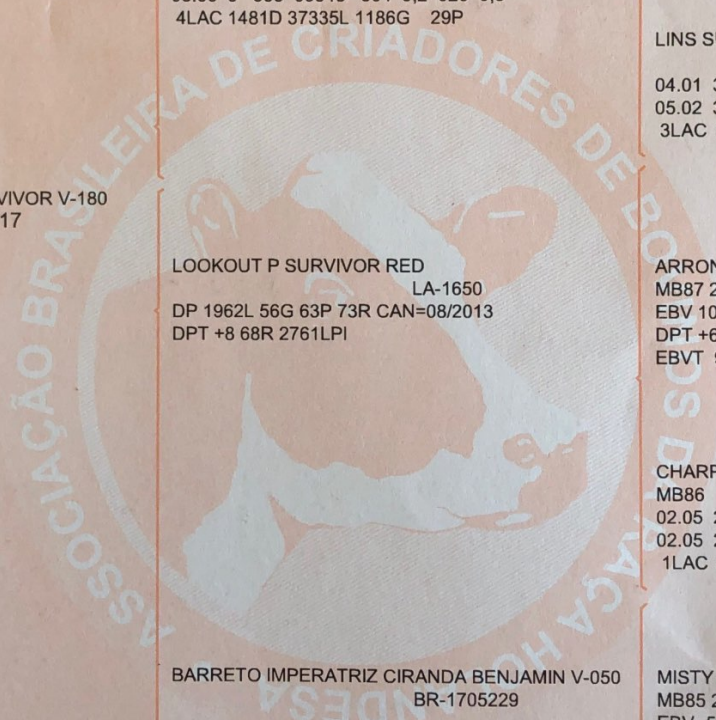 4LAC 1481D 37335L 1186G 29P
LINS
04.01
05.02
3LAC
V-180
17
LOOKOUT P SURVIVOR RED
LA-1650
DP 1962L 56G 63P 73R CAN=08/2013
DPT +8 68R 2761LPI
MB87
EBV
DPT
EBVT
MB86
02.05
02.05
1LAC
BARRETO IMPERATRIZ CIRANDA BENJAMIN V-050
BR-1705229
MISTY
MB85
ASSOCIAÇÃO BRASILEIRA DE CRIADORES DE BOVINOS DA RAÇA HOLANDESA